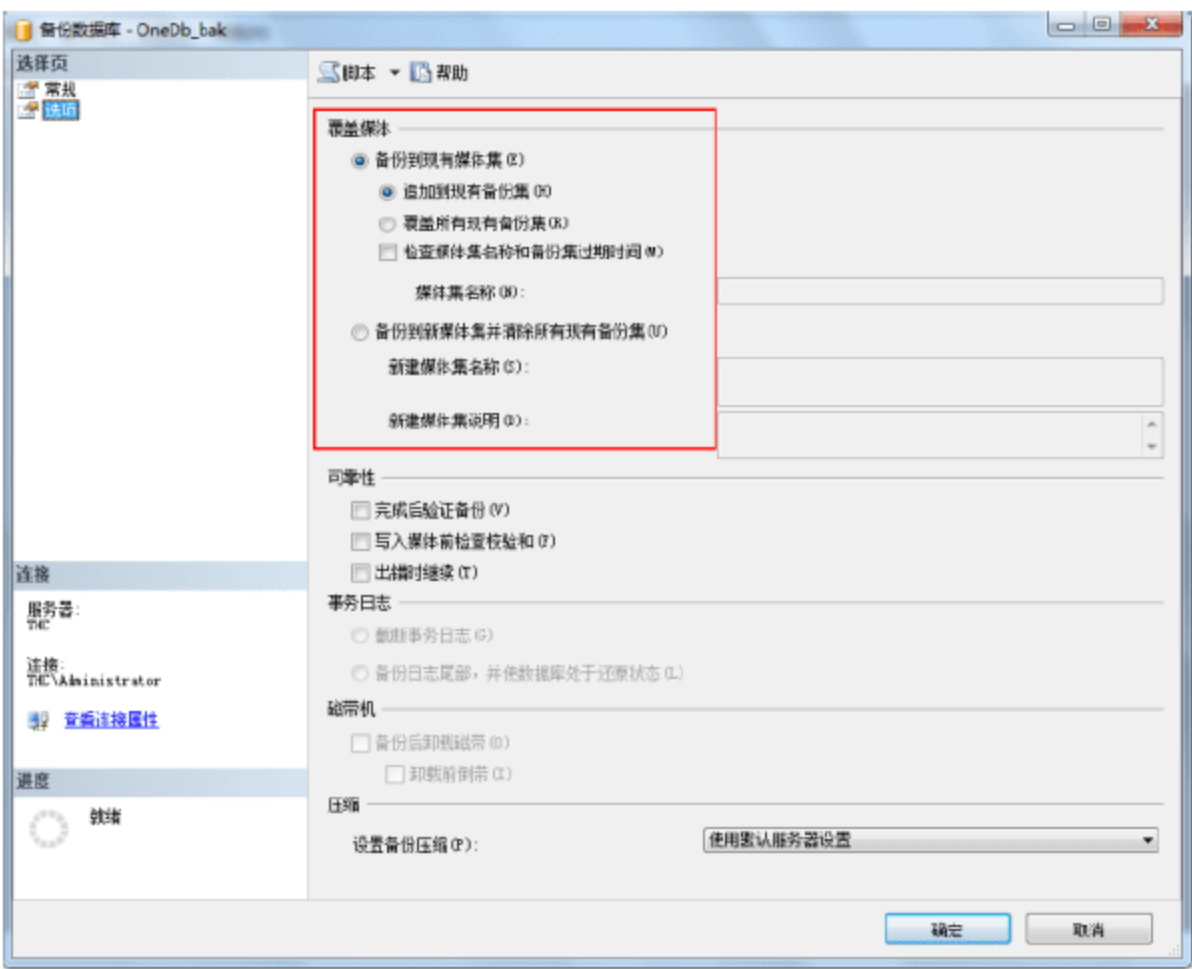 备份数据库 - OneDb_bak
选择页
常规
选项
脚本 帮助
覆盖媒体
备份到现有媒体集(E)
追加到现有备份集(H)
覆盖所有现有备份集(R)
检查媒体集名称和备份集过期时间(M)
媒体集名称(N):
备份到新媒体集并清除所有现有备份集(U)
新建媒体集名称(S):
新建媒体集说明(D):
可靠性
完成后验证备份(V)
写入媒体前检查校验和(F)
出错时继续(T)
事务日志
截断事务日志(G)
备份日志尾部，并使数据库处于还原状态(L)
磁带机
备份后卸载磁带(O)
卸载前倒带(I)
压缩
设置备份压缩(P):
使用默认服务器设置
连接
服务器:
连接:
\Administrator
查看连接属性
进度
就绪
确定
取消